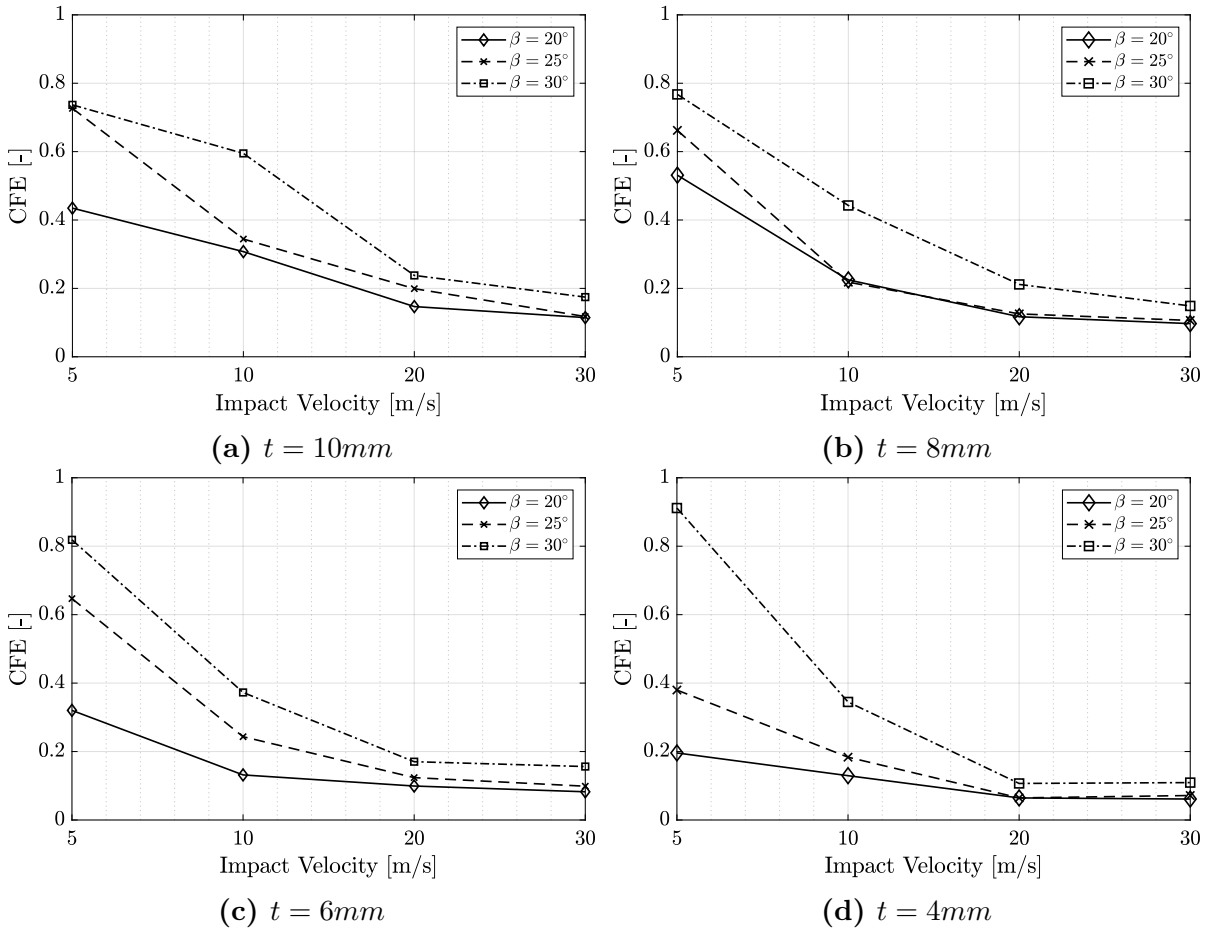 1
0.8
0.6
0.4
0.2
0
CFE [-]
5 10 20 30
Impact Velocity [m/s]
β = 20°
β = 25°
β = 30°
(a) t = 10mm
1
0.8
0.6
0.4
0.2
0
CFE [-]
5 10 20 30
Impact Velocity [m/s]
β = 20°
β = 25°
β = 30°
(b) t = 8mm
1
0.8
0.6
0.4
0.2
0
CFE [-]
5 10 20 30
Impact Velocity [m/s]
β = 20°
β = 25°
β = 30°
(c) t = 6mm
1
0.8
0.6
0.4
0.2
0
CFE [-]
5 10 20 30
Impact Velocity [m/s]
β = 20°
β = 25°
β = 30°
(d) t = 4mm